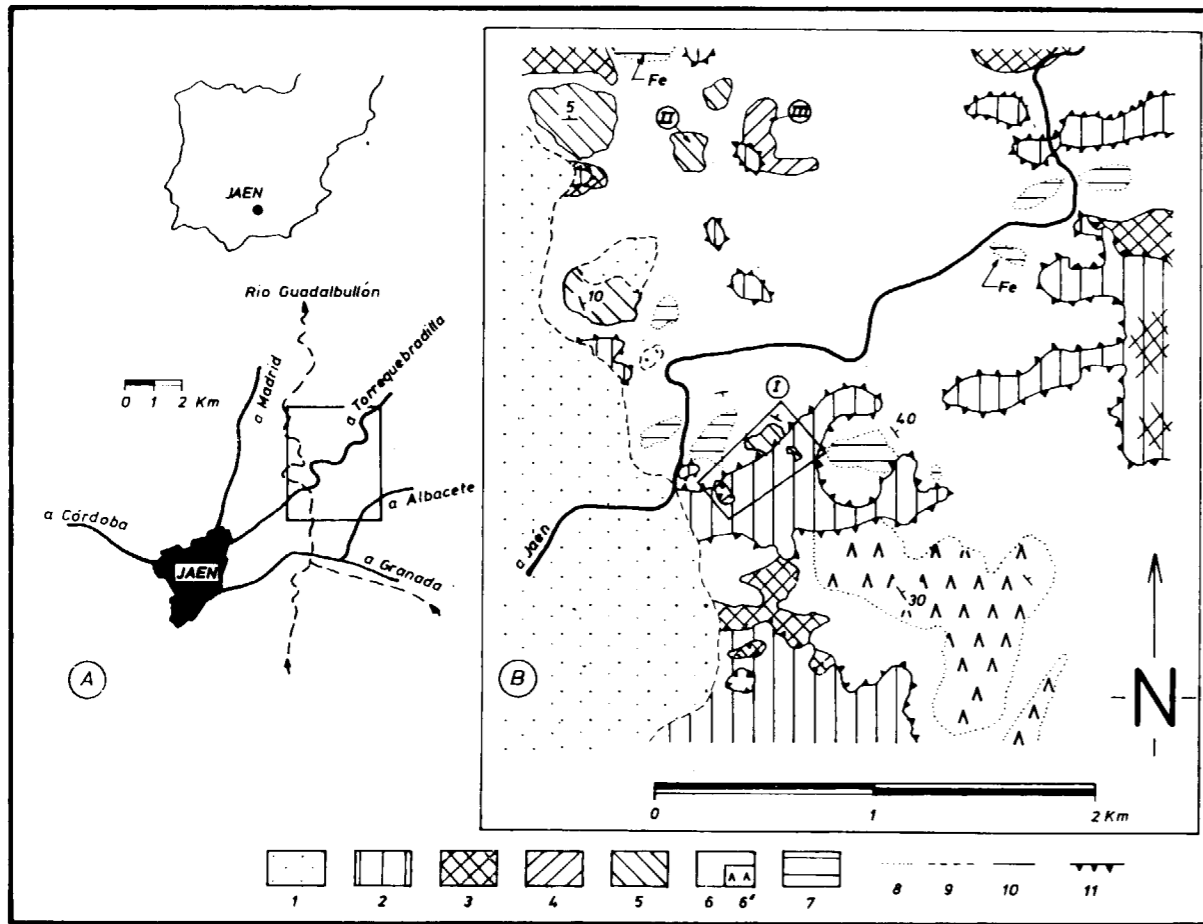 JAEN
Rio Guadalbullón
0 1 2 Km
a Madrid
a Torrequebradilla
a Albacete
a Córdoba
JAEN
a Granada
A
Fe
5
II
III
10
Fe
I
40
a Jaén
30
B
N
0 1 2 Km
1 2 3 4 5 6 6' 7 8 9 10 11